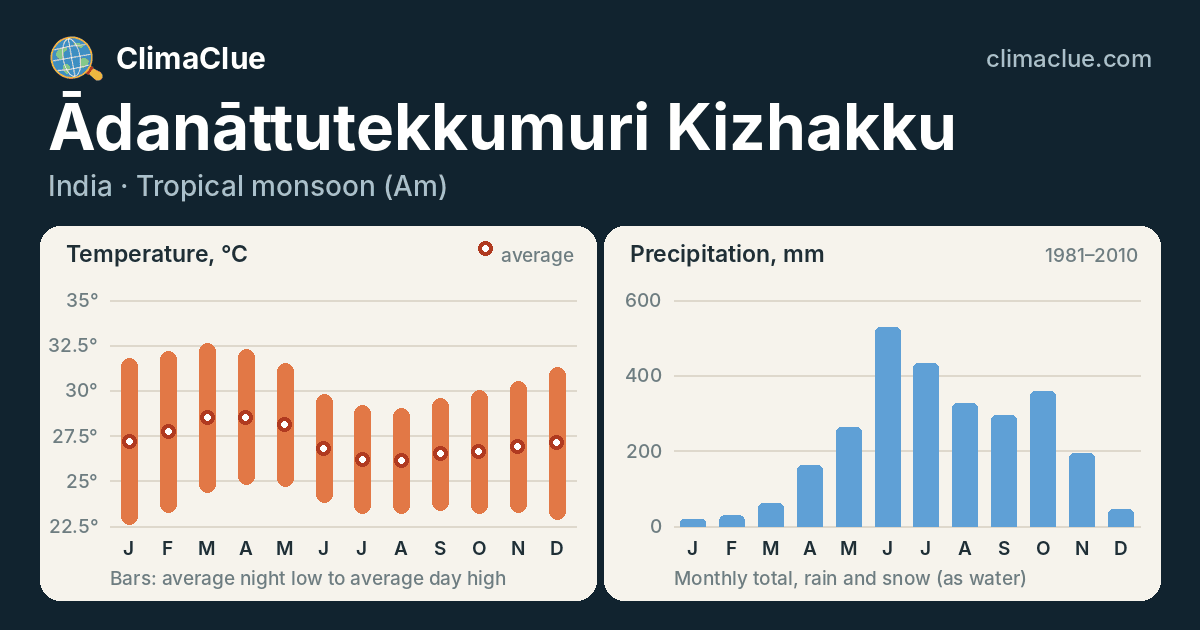 ClimaClue
climaclue.com
Ādanāttutekkumuri Kizhakku
India · Tropical monsoon (Am)
Temperature, °C
average
35°
32.5°
30°
27.5°
25°
22.5°
J F M A M J J A S O N D
Bars: average night low to average day high
Precipitation, mm
1981–2010
600
400
200
0
J F M A M J J A S O N D
Monthly total, rain and snow (as water)